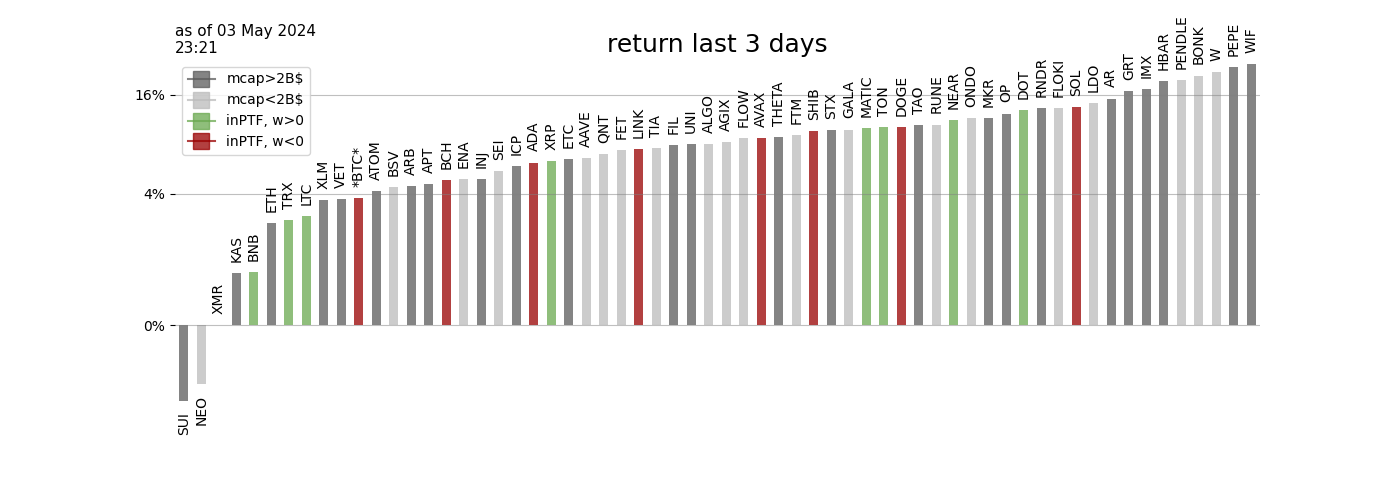 as of 03 May 2024
23:21
return last 3 days
mcap>2B$
mcap<2B$
inPTF, w>0
inPTF, w<0
16%
4%
0%
SUI
NEO
XMR
KAS
BNB
ETH
TRX
LTC
XLM
VET
*BTC*
ATOM
BSV
ARB
APT
BCH
ENA
INJ
SEI
ICP
ADA
XRP
ETC
AAVE
QNT
FET
LINK
TIA
FIL
UNI
ALGO
AGIX
FLOW
AVAX
THETA
FTM
SHIB
STX
GALA
MATIC
TON
DOGE
TAO
RUNE
NEAR
ONDO
MKR
OP
DOT
RNDR
FLOKI
SOL
LDO
AR
GRT
IMX
HBAR
PENDLE
BONK
W
PEPE
WIF